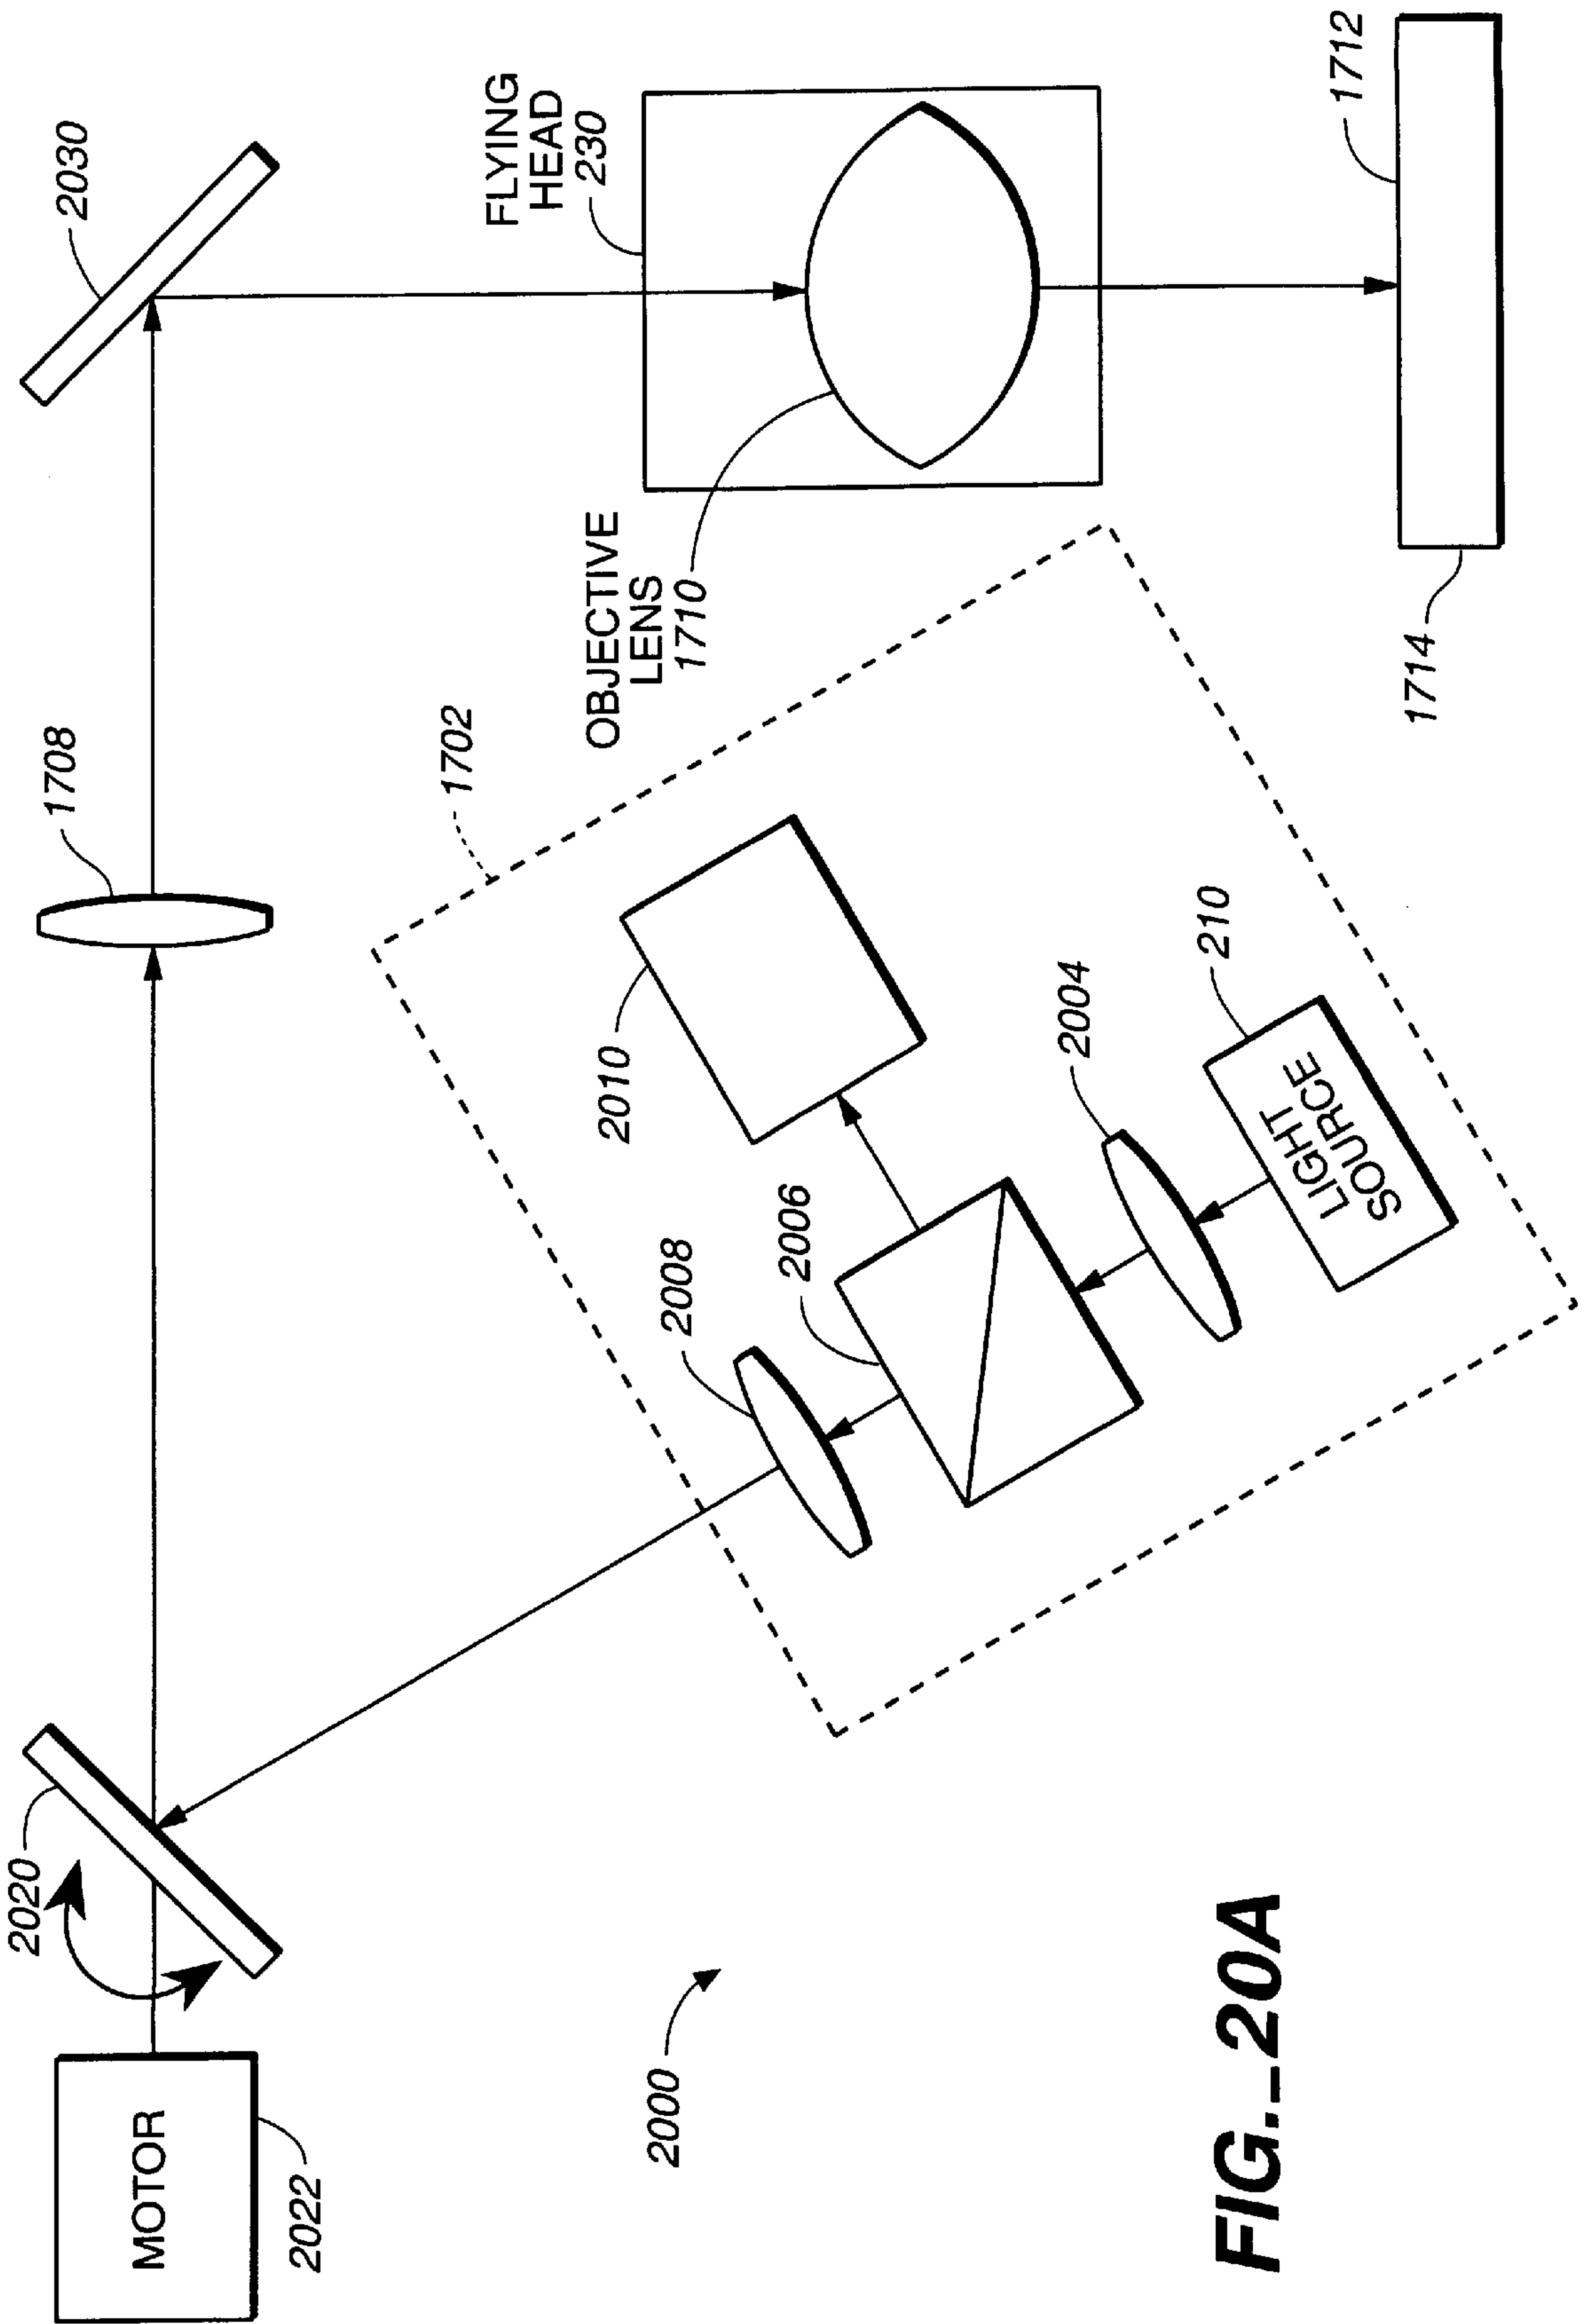 MOTOR
2022
2020
1708
2030
FLYING
HEAD
230
OBJECTIVE
LENS
1710
1702
2010
2008
2006
2004
210
LIGHT
SOURCE
1712
1714
2000
FIG._20A